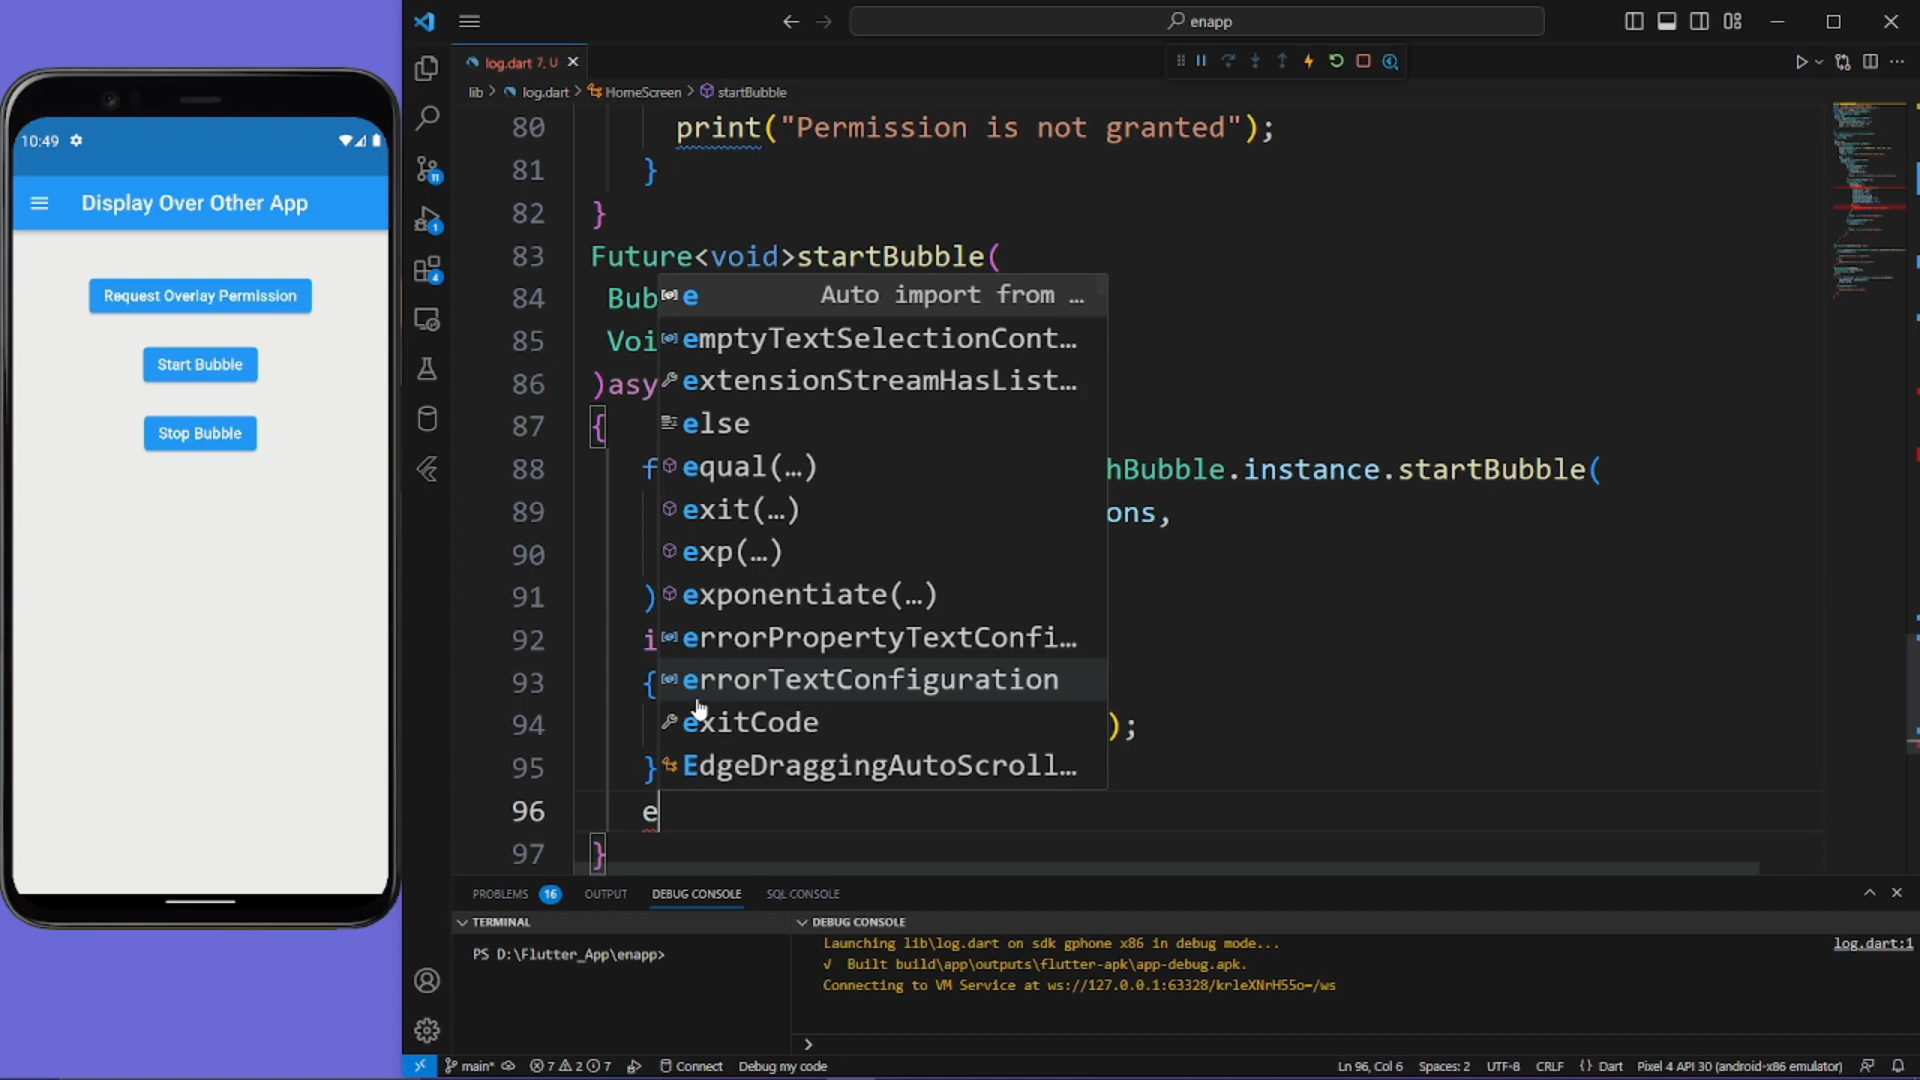 enapp
log.dart 7, U
lib > log.dart > HomeScreen > startBubble
10:49
Display Over Other App
Request Overlay Permission
Start Bubble
Stop Bubble
11
1
4
80 print("Permission is not granted");
81 }
82 }
83 Future<void>startBubble(
84 Bub
85 Voi
86 )asy
87 {
88 f hBubble.instance.startBubble(
89 ons,
90
91 )
92 i
93 {
94 );
95 }
96 e
97 }
e Auto import from …
emptyTextSelectionCont…
extensionStreamHasList…
else
equal(…)
exit(…)
exp(…)
exponentiate(…)
errorPropertyTextConfi…
errorTextConfiguration
exitCode
EdgeDraggingAutoScroll…
PROBLEMS 16 OUTPUT DEBUG CONSOLE SQL CONSOLE
TERMINAL
PS D:\Flutter_App\enapp>
DEBUG CONSOLE
Launching lib\log.dart on sdk gphone x86 in debug mode... log.dart:1
√ Built build\app\outputs\flutter-apk\app-debug.apk.
Connecting to VM Service at ws://127.0.0.1:63328/krleXNrH55o=/ws
>
main* 7 2 7 Connect Debug my code Ln 96, Col 6 Spaces: 2 UTF-8 CRLF {} Dart Pixel 4 API 30 (android-x86 emulator)